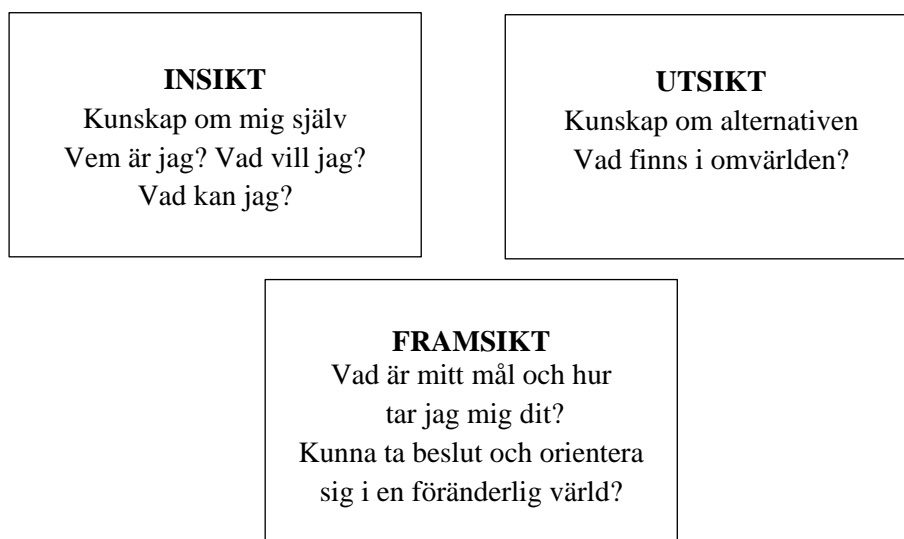 INSIKT
Kunskap om mig själv
Vem är jag? Vad vill jag?
Vad kan jag?
UTSIKT
Kunskap om alternativen
Vad finns i omvärlden?
FRAMSIKT
Vad är mitt mål och hur
tar jag mig dit?
Kunna ta beslut och orientera
sig i en föränderlig värld?